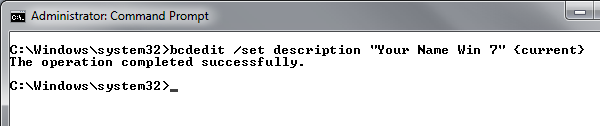 Administrator: Command Prompt
C:\Windows\system32>bcdedit /set description "Your Name Win 7" {current}
The operation completed successfully.
C:\Windows\system32>_